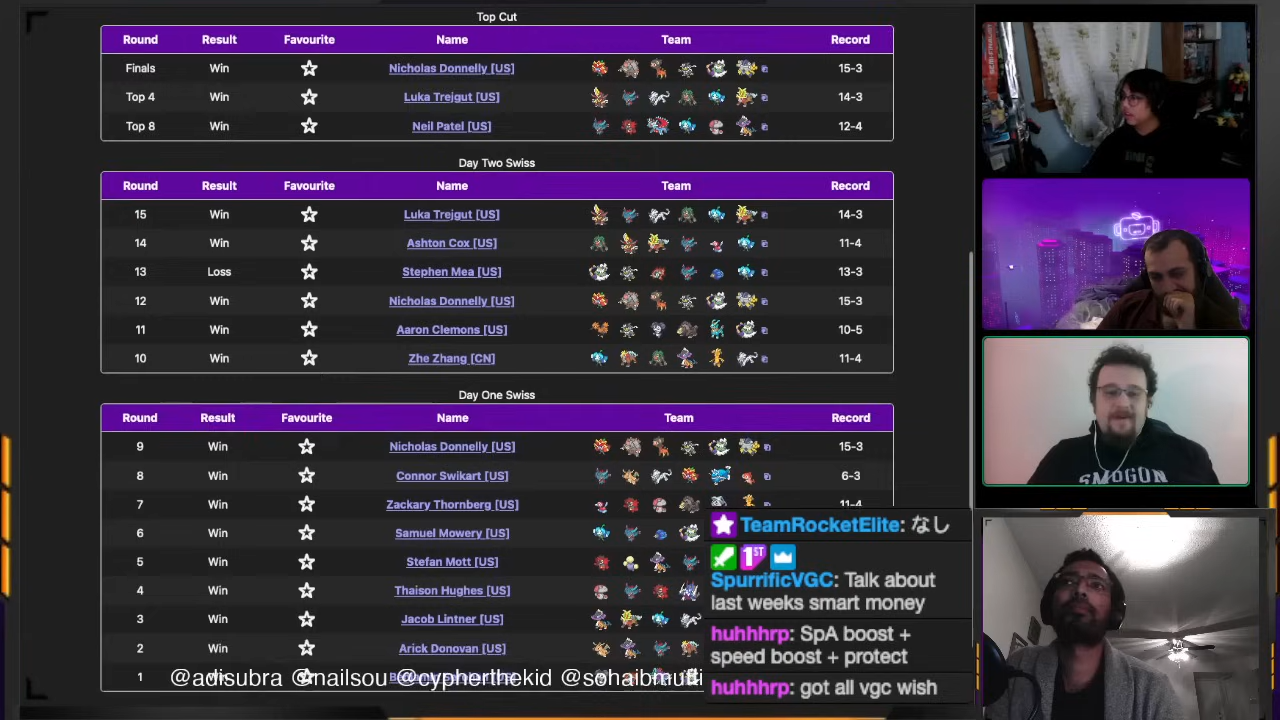 Top Cut
Round Result Favourite Name Team Record
Finals Win Nicholas Donnelly [US] 15-3
Top 4 Win Luka Trejgut [US] 14-3
Top 8 Win Neil Patel [US] 12-4
Day Two Swiss
Round Result Favourite Name Team Record
15 Win Luka Trejgut [US] 14-3
14 Win Ashton Cox [US] 11-4
13 Loss Stephen Mea [US] 13-3
12 Win Nicholas Donnelly [US] 15-3
11 Win Aaron Clemons [US] 10-5
10 Win Zhe Zhang [CN] 11-4
Day One Swiss
Round Result Favourite Name Team Record
9 Win Nicholas Donnelly [US] 15-3
8 Win Connor Swikart [US] 6-3
7 Win Zackary Thornberg [US] 11-4
6 Win Samuel Mowery [US]
5 Win Stefan Mott [US]
4 Win Thaison Hughes [US]
3 Win Jacob Lintner [US]
2 Win Arick Donovan [US]
1
@adisubra @nailsou @cypherthekid @sohaibmufti
TeamRocketElite: なし
1ST
SpurrificVGC: Talk about
last weeks smart money
huhhhrp: SpA boost +
speed boost + protect
huhhhrp: got all vgc wish
SMOGON